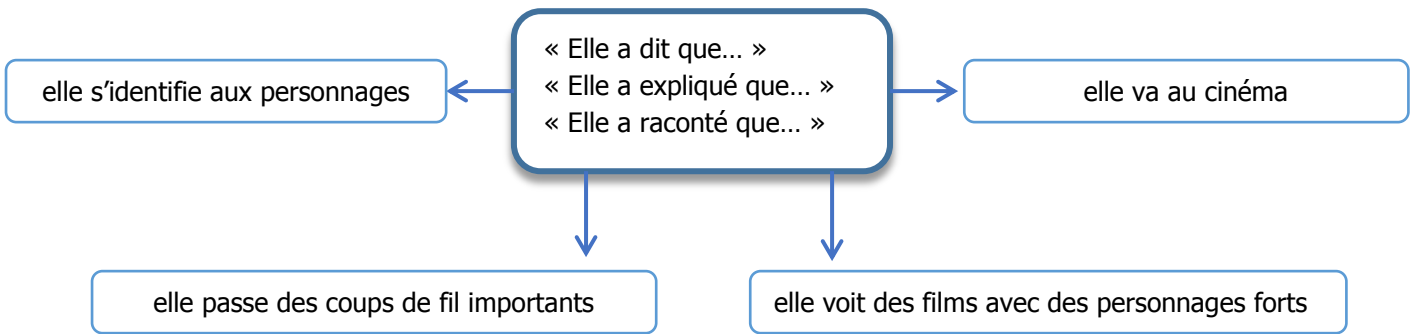 « Elle a dit que… »
« Elle a expliqué que… »
« Elle a raconté que… »
elle s’identifie aux personnages
elle va au cinéma
elle passe des coups de fil importants
elle voit des films avec des personnages forts